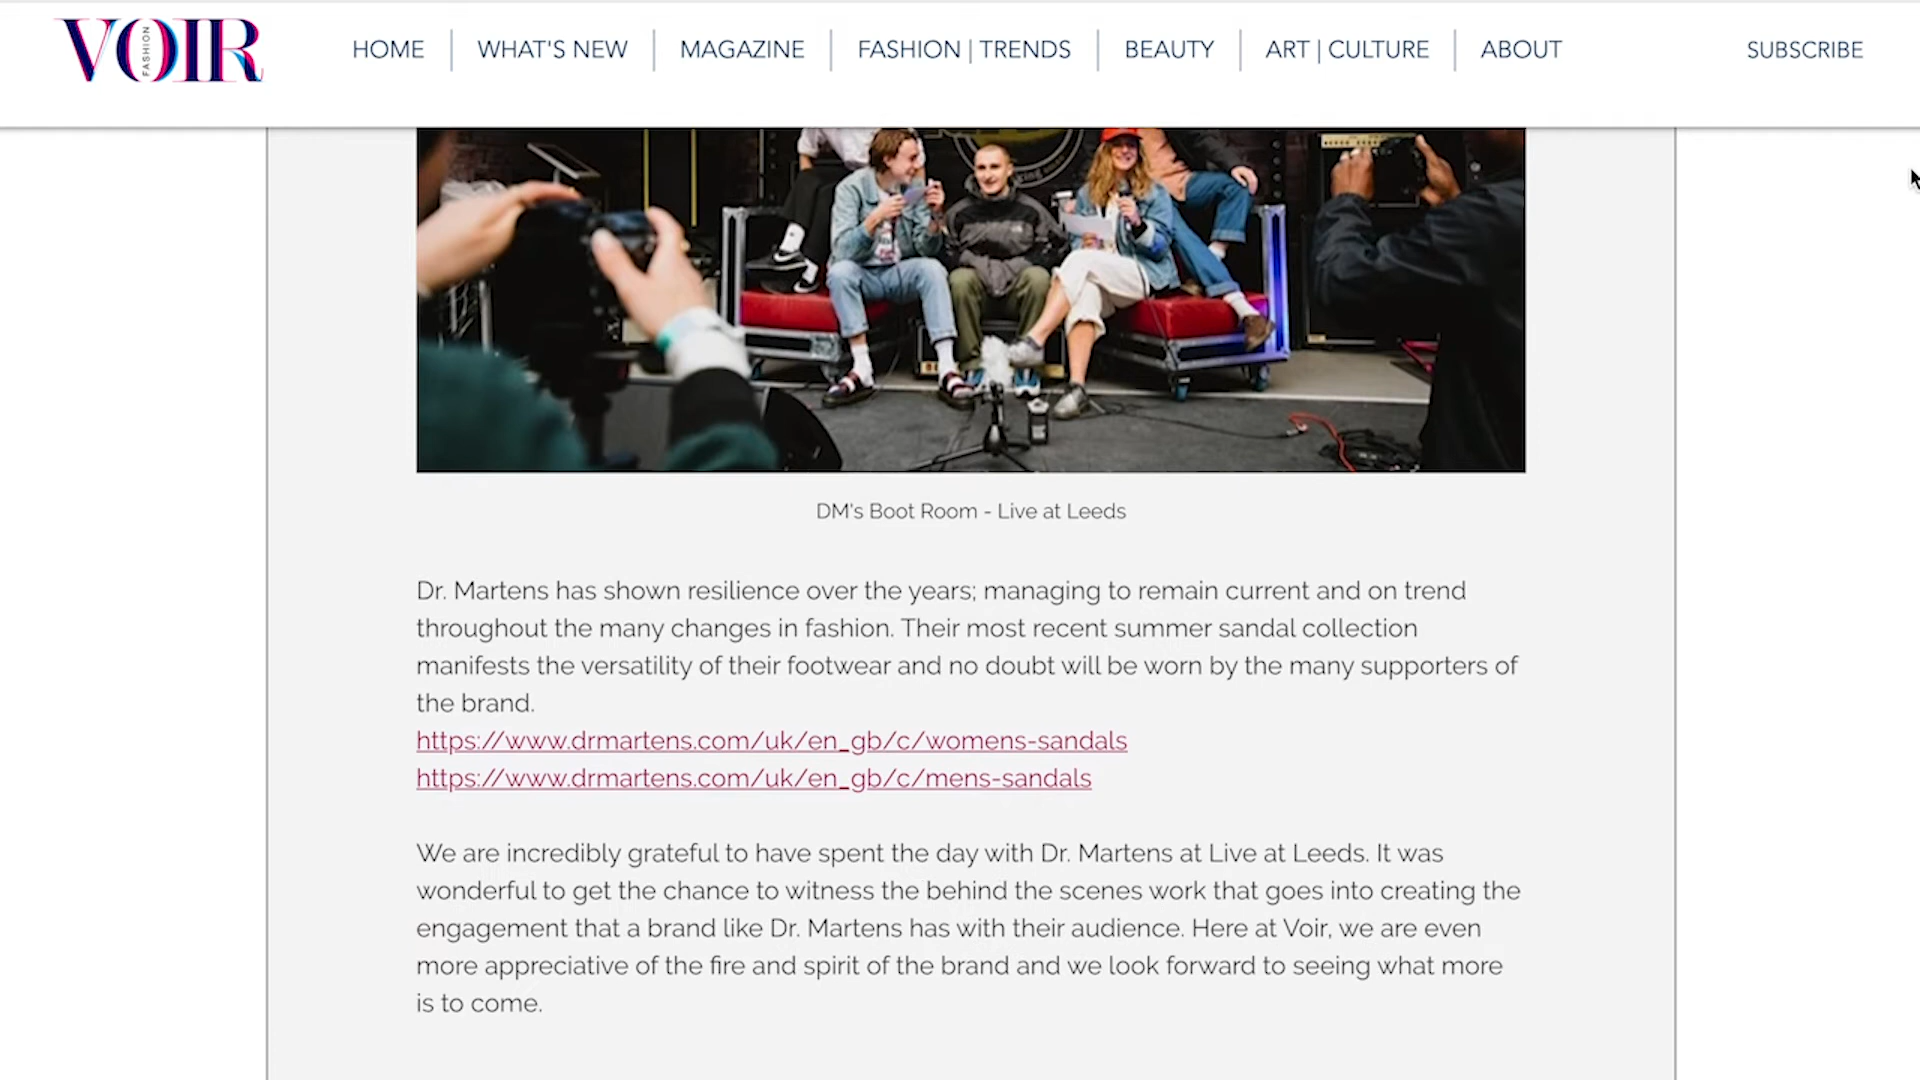 VOIR
FASHION
HOME
WHAT'S NEW
MAGAZINE
FASHION | TRENDS
BEAUTY
ART | CULTURE
ABOUT
SUBSCRIBE
DM's Boot Room - Live at Leeds
Dr. Martens has shown resilience over the years; managing to remain current and on trend
throughout the many changes in fashion. Their most recent summer sandal collection
manifests the versatility of their footwear and no doubt will be worn by the many supporters of
the brand.
https://www.drmartens.com/uk/en_gb/c/womens-sandals
https://www.drmartens.com/uk/en_gb/c/mens-sandals
We are incredibly grateful to have spent the day with Dr. Martens at Live at Leeds. It was
wonderful to get the chance to witness the behind the scenes work that goes into creating the
engagement that a brand like Dr. Martens has with their audience. Here at Voir, we are even
more appreciative of the fire and spirit of the brand and we look forward to seeing what more
is to come.